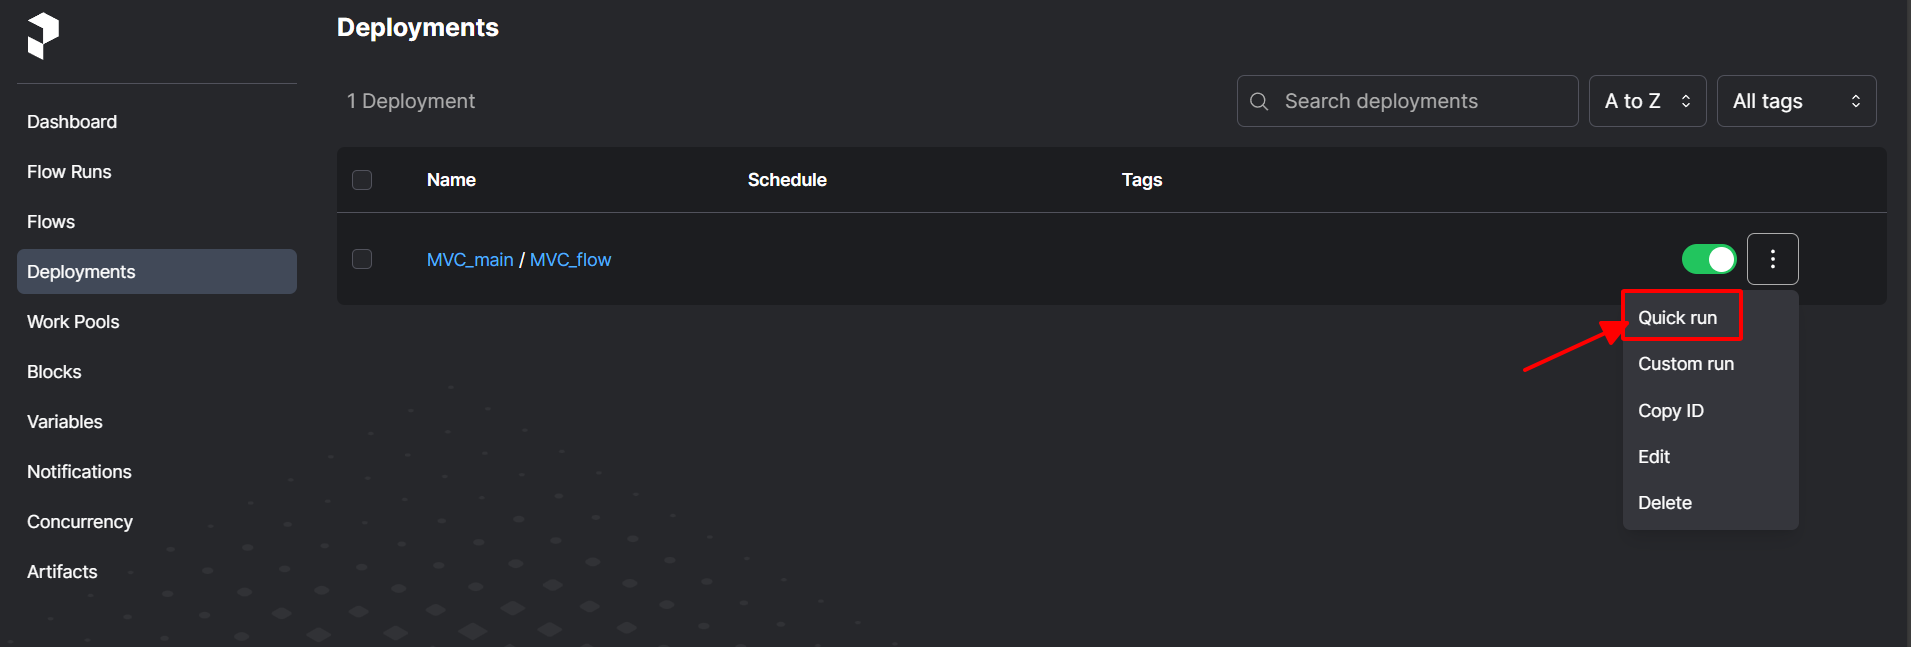 Deployments
1 Deployment
Search deployments
A to Z
All tags
Dashboard
Flow Runs
Flows
Deployments
Work Pools
Blocks
Variables
Notifications
Concurrency
Artifacts
Name Schedule Tags
MVC_main / MVC_flow
Quick run
Custom run
Copy ID
Edit
Delete